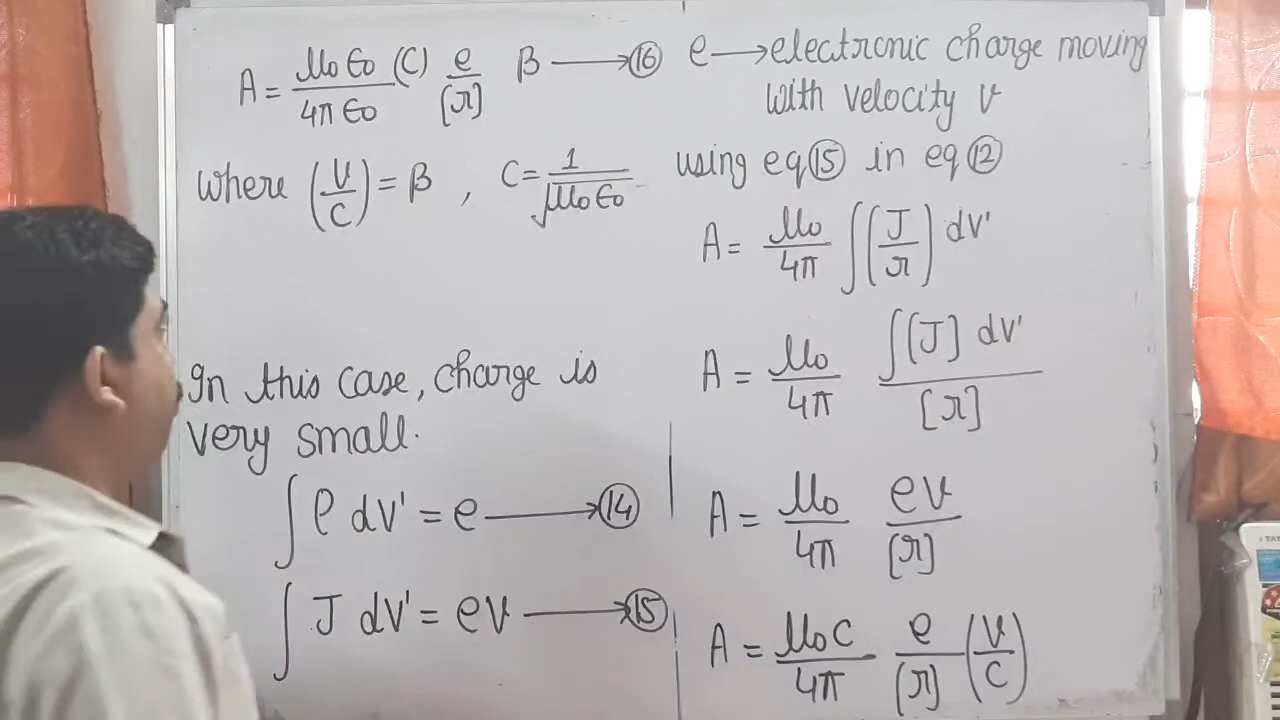 A = μ₀ϵ₀/4πϵ₀ (C) e/[r] β ⟶ ⑯
where (v/c) = β , C = 1/√μ₀ϵ₀
In this case, charge is
very small.
∫ ρ dv' = e ⟶ ⑭
∫ J dv' = ev ⟶ ⑮
e ⟶ electronic charge moving
with velocity v
using eq ⑮ in eq ⑫
A = μ₀/4π ∫(J/r) dv'
A = μ₀/4π ∫[J] dv'/[r]
A = μ₀/4π ev/[r]
A = μ₀c/4π e/[r] (v/c)